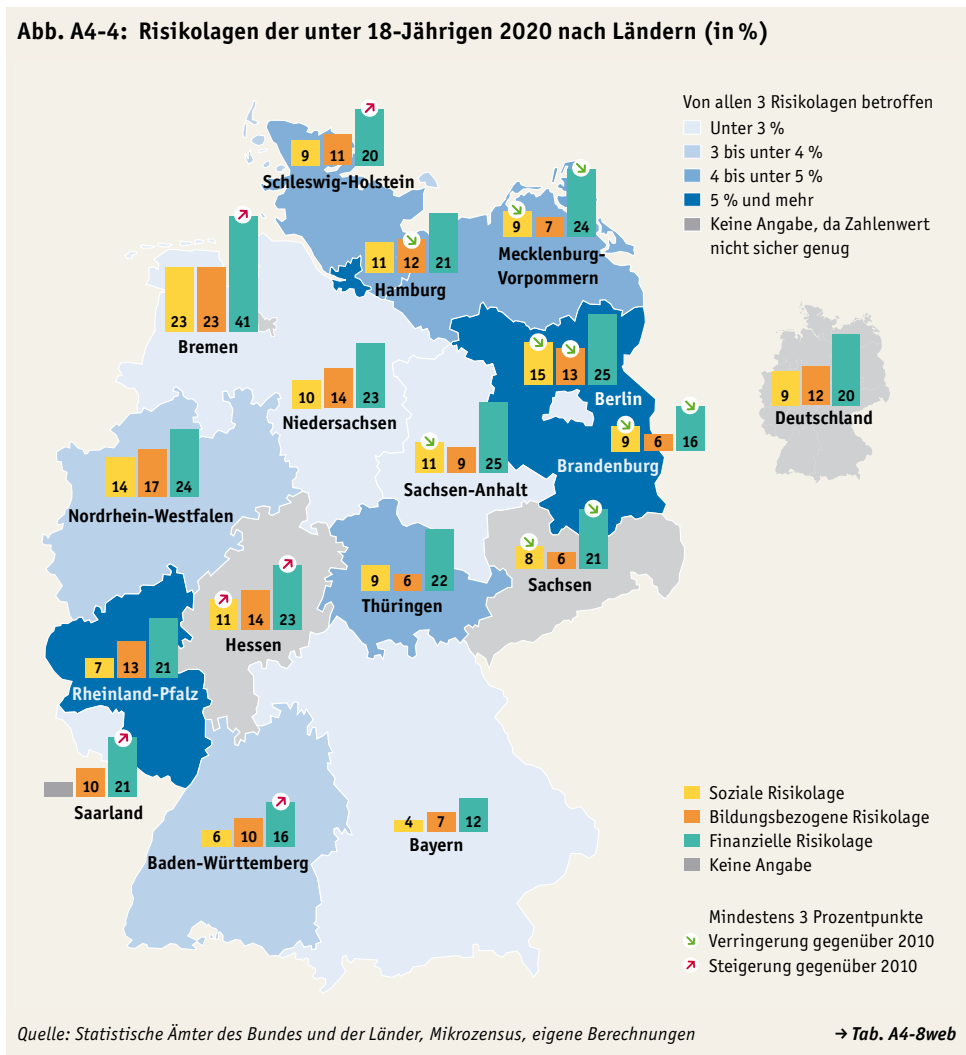 Abb. A4-4: Risikolagen der unter 18-Jährigen 2020 nach Ländern (in %)
Von allen 3 Risikolagen betroffen
Unter 3 %
3 bis unter 4 %
4 bis unter 5 %
5 % und mehr
Keine Angabe, da Zahlenwert
nicht sicher genug
9 11 20
Schleswig-Holstein
9 7 24
Mecklenburg-
Vorpommern
11 12 21
Hamburg
23 23 41
Bremen
15 13 25
Berlin
9 12 20
Deutschland
10 14 23
Niedersachsen
9 6 16
Brandenburg
11 9 25
Sachsen-Anhalt
14 17 24
Nordrhein-Westfalen
8 6 21
Sachsen
9 6 22
Thüringen
11 14 23
Hessen
7 13 21
Rheinland-Pfalz
10 21
Saarland
6 10 16
Baden-Württemberg
4 7 12
Bayern
Soziale Risikolage
Bildungsbezogene Risikolage
Finanzielle Risikolage
Keine Angabe
Mindestens 3 Prozentpunkte
Verringerung gegenüber 2010
Steigerung gegenüber 2010
Quelle: Statistische Ämter des Bundes und der Länder, Mikrozensus, eigene Berechnungen
→ Tab. A4-8web